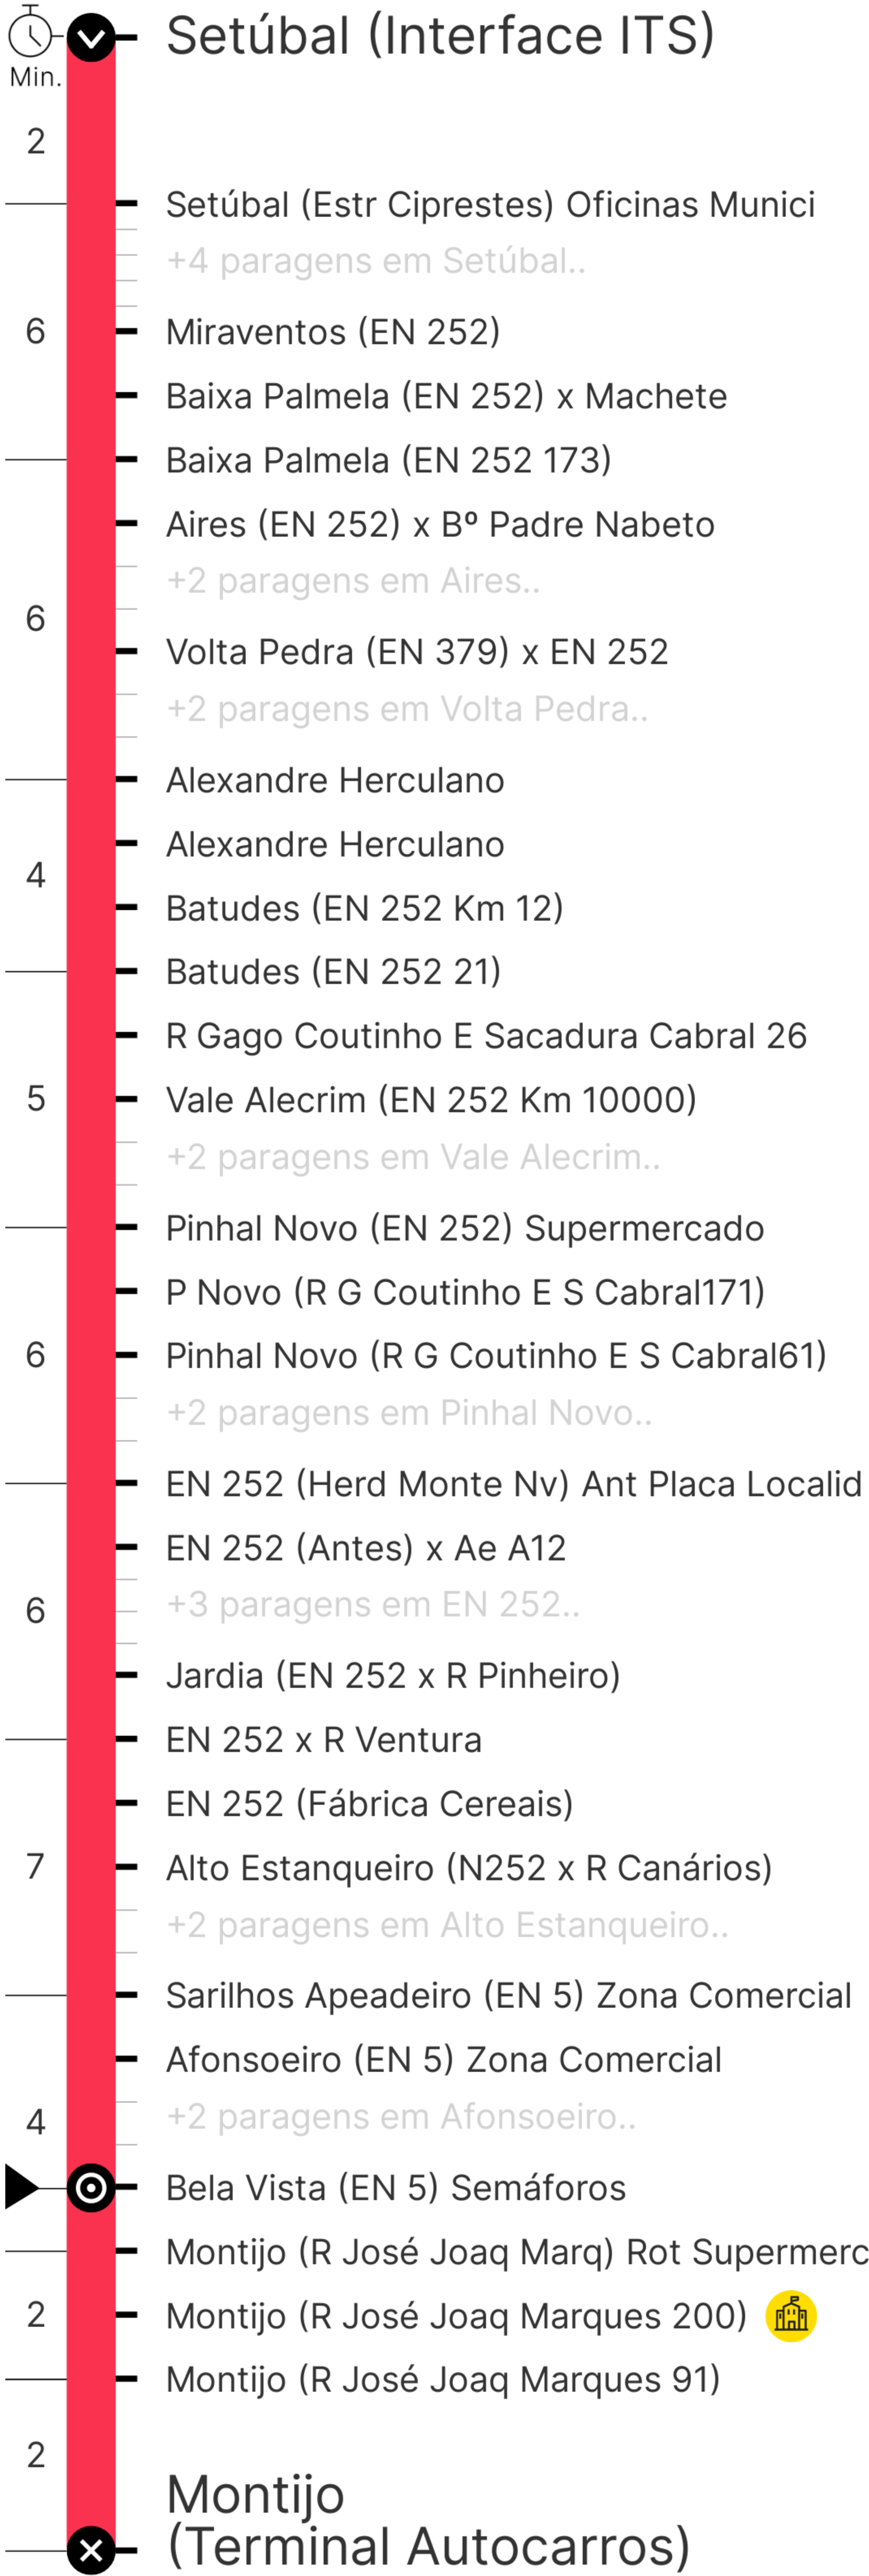 Setúbal (Interface ITS)
Min.
2
Setúbal (Estr Ciprestes) Oficinas Munici
+4 paragens em Setúbal..
6
Miraventos (EN 252)
Baixa Palmela (EN 252) x Machete
Baixa Palmela (EN 252 173)
Aires (EN 252) x Bº Padre Nabeto
+2 paragens em Aires..
6
Volta Pedra (EN 379) x EN 252
+2 paragens em Volta Pedra..
Alexandre Herculano
Alexandre Herculano
4
Batudes (EN 252 Km 12)
Batudes (EN 252 21)
R Gago Coutinho E Sacadura Cabral 26
5
Vale Alecrim (EN 252 Km 10000)
+2 paragens em Vale Alecrim..
Pinhal Novo (EN 252) Supermercado
P Novo (R G Coutinho E S Cabral171)
6
Pinhal Novo (R G Coutinho E S Cabral61)
+2 paragens em Pinhal Novo..
EN 252 (Herd Monte Nv) Ant Placa Localid
EN 252 (Antes) x Ae A12
+3 paragens em EN 252..
6
Jardia (EN 252 x R Pinheiro)
EN 252 x R Ventura
EN 252 (Fábrica Cereais)
7
Alto Estanqueiro (N252 x R Canários)
+2 paragens em Alto Estanqueiro..
Sarilhos Apeadeiro (EN 5) Zona Comercial
Afonsoeiro (EN 5) Zona Comercial
+2 paragens em Afonsoeiro..
4
Bela Vista (EN 5) Semáforos
Montijo (R José Joaq Marq) Rot Supermerc
2
Montijo (R José Joaq Marques 200)
Montijo (R José Joaq Marques 91)
2
Montijo
(Terminal Autocarros)